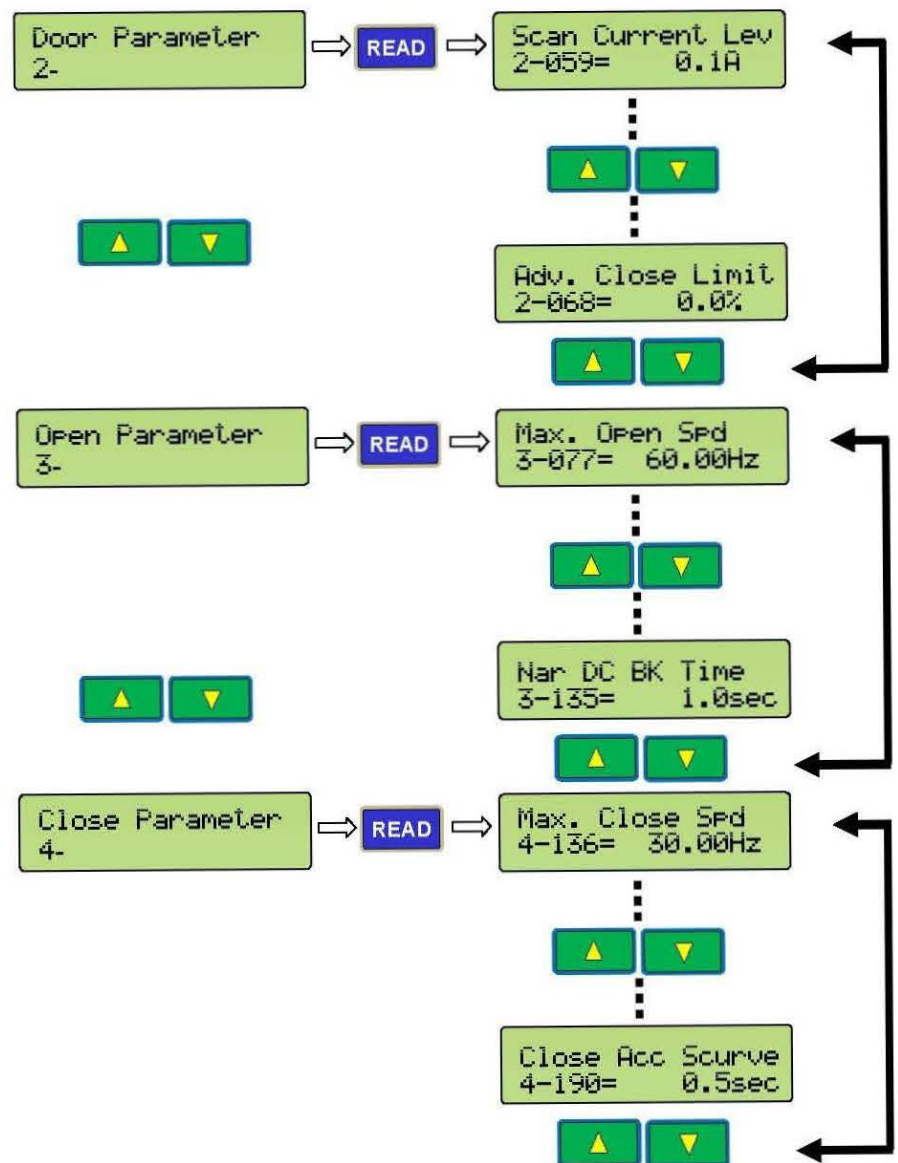 Door Parameter
2-
READ
Scan Current Lev
2-059= 0.1A
Adv. Close Limit
2-068= 0.0%
Open Parameter
3-
READ
Max. Open Spd
3-077= 60.00Hz
Nar DC BK Time
3-135= 1.0sec
Close Parameter
4-
READ
Max. Close Spd
4-136= 30.00Hz
Close Acc Scurve
4-190= 0.5sec